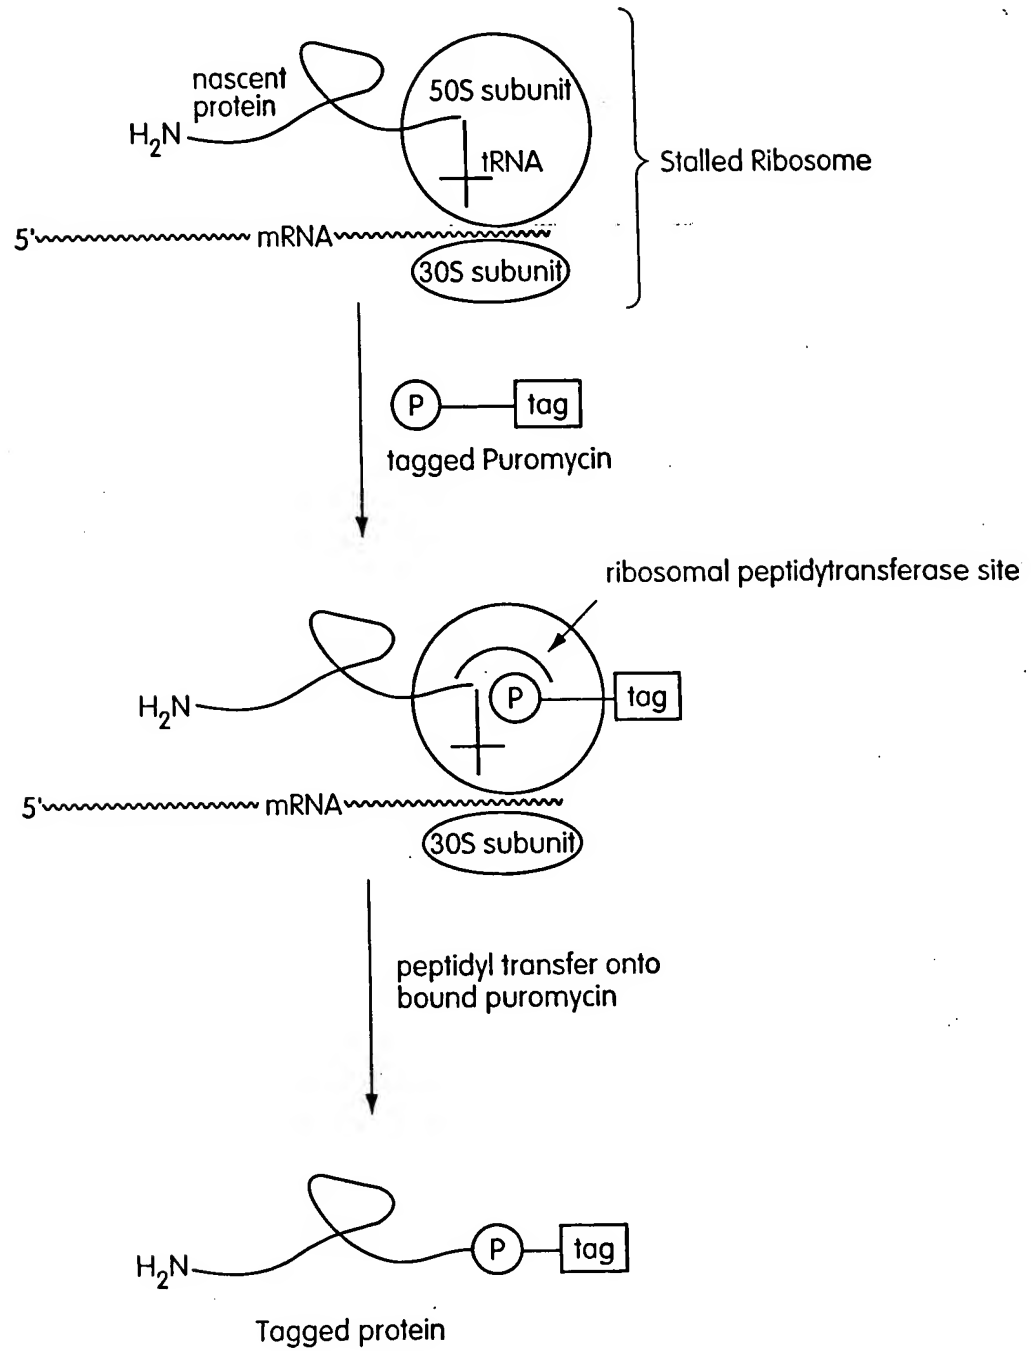 nascent
protein
H₂N
50S subunit
tRNA
Stalled Ribosome
5' mRNA
30S subunit
P tag
tagged Puromycin
ribosomal peptidytransferase site
H₂N
P tag
5' mRNA
30S subunit
peptidyl transfer onto
bound puromycin
H₂N P tag
Tagged protein